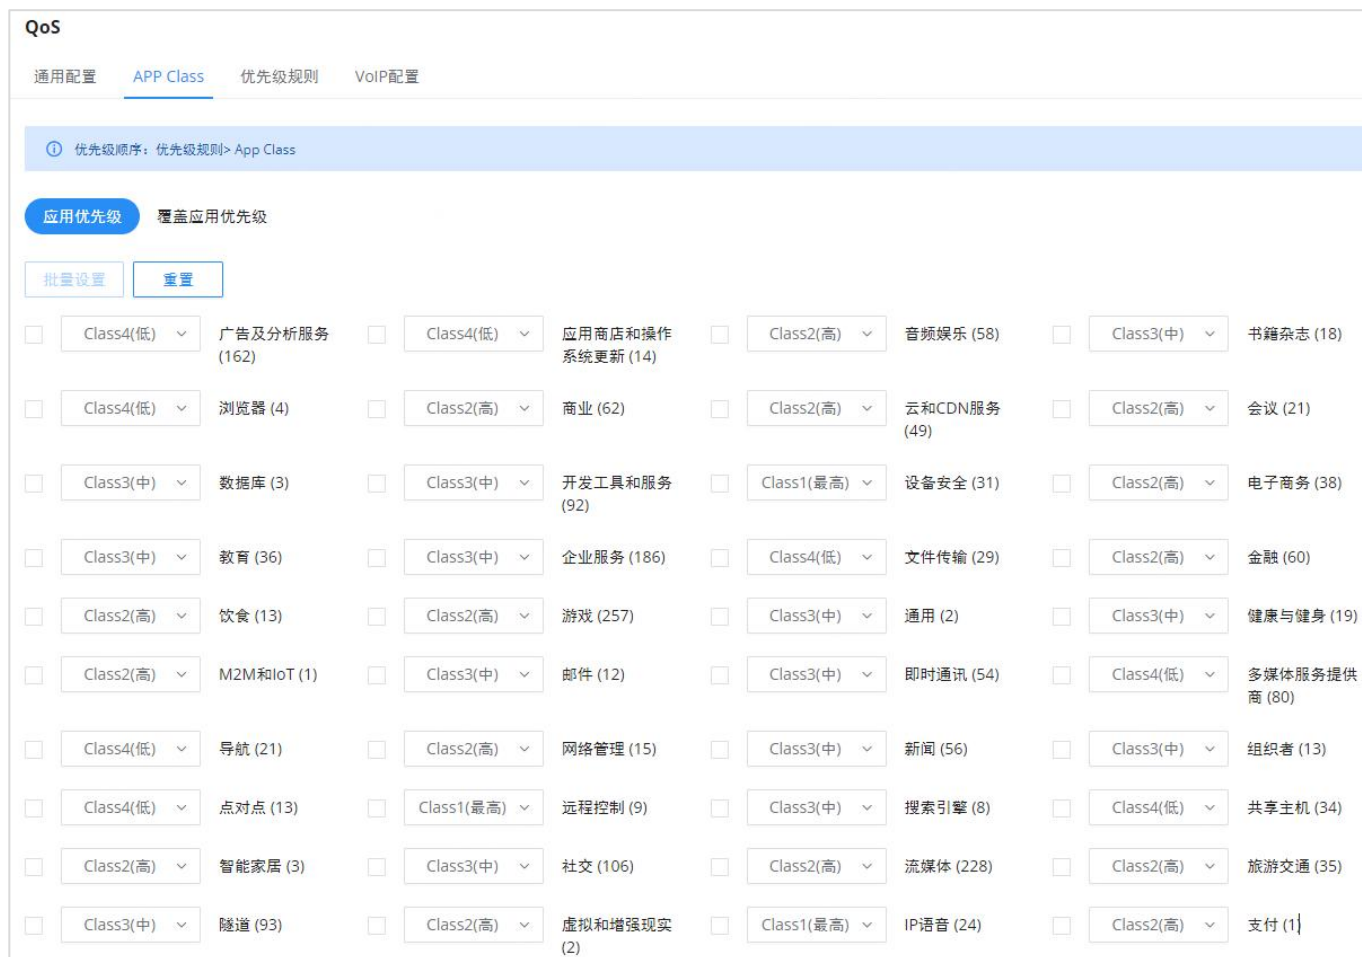 QoS
通用配置 APP Class 优先级规则 VoIP配置
优先级顺序：优先级规则> App Class
应用优先级 覆盖应用优先级
批量设置 重置
Class4(低) 广告及分析服务 Class4(低) 应用商店和操作 Class2(高) 音频娱乐 (58) Class3(中) 书籍杂志 (18)
(162) 系统更新 (14)
Class4(低) 浏览器 (4) Class2(高) 商业 (62) Class2(高) 云和CDN服务 Class2(高) 会议 (21)
(49)
Class3(中) 数据库 (3) Class3(中) 开发工具和服务 Class1(最高) 设备安全 (31) Class2(高) 电子商务 (38)
(92)
Class3(中) 教育 (36) Class3(中) 企业服务 (186) Class4(低) 文件传输 (29) Class2(高) 金融 (60)
Class2(高) 饮食 (13) Class2(高) 游戏 (257) Class3(中) 通用 (2) Class3(中) 健康与健身 (19)
Class2(高) M2M和IoT (1) Class3(中) 邮件 (12) Class3(中) 即时通讯 (54) Class4(低) 多媒体服务提供
商 (80)
Class4(低) 导航 (21) Class2(高) 网络管理 (15) Class3(中) 新闻 (56) Class3(中) 组织者 (13)
Class4(低) 点对点 (13) Class1(最高) 远程控制 (9) Class3(中) 搜索引擎 (8) Class4(低) 共享主机 (34)
Class2(高) 智能家居 (3) Class3(中) 社交 (106) Class2(高) 流媒体 (228) Class2(高) 旅游交通 (35)
Class3(中) 隧道 (93) Class2(高) 虚拟和增强现实 Class1(最高) IP语音 (24) Class2(高) 支付 (1)
(2)